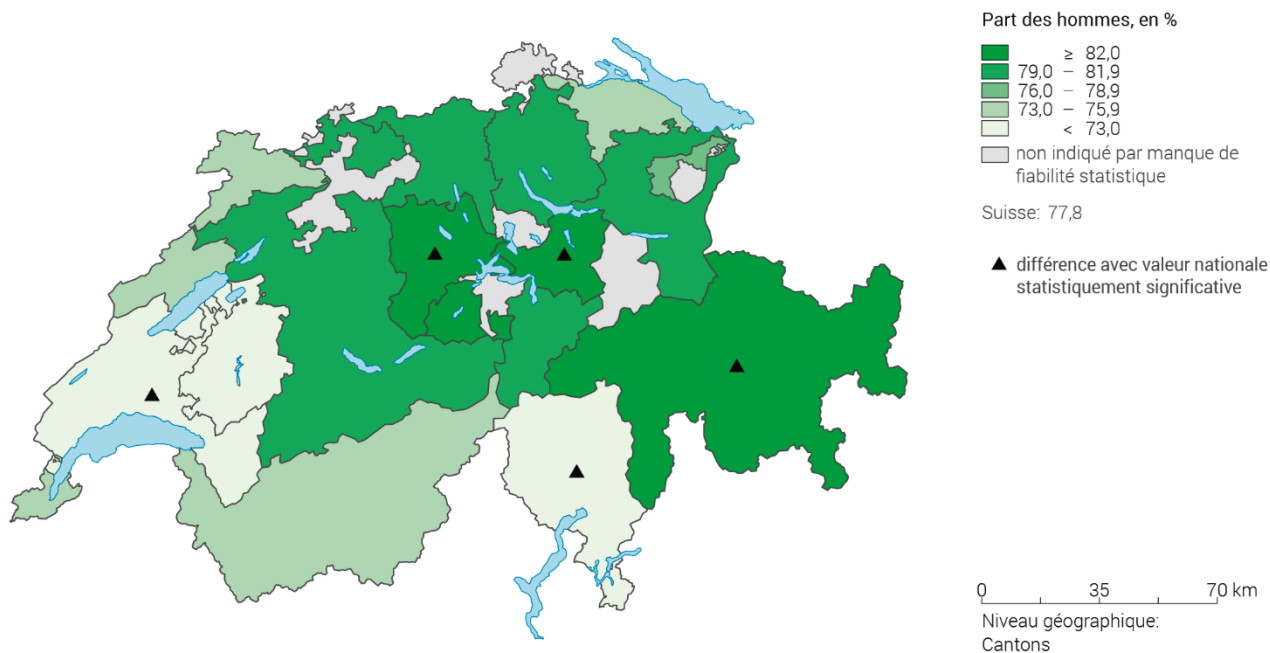 Part des hommes, en %
≥ 82,0
79,0 – 81,9
76,0 – 78,9
73,0 – 75,9
< 73,0
non indiqué par manque de
fiabilité statistique
Suisse: 77,8
▲ différence avec valeur nationale
statistiquement significative
0 35 70 km
Niveau géographique:
Cantons